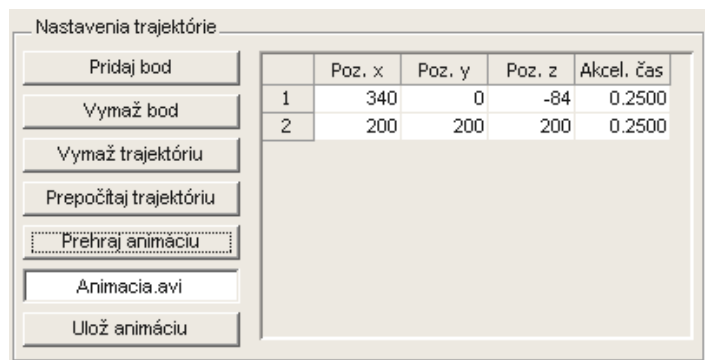 Nastavenia trajektórie
Pridaj bod
Vymaž bod
Vymaž trajektóriu
Prepočítaj trajektóriu
Prehraj animáciu
Animacia.avi
Ulož animáciu
Poz. x Poz. y Poz. z Akcel. čas
1 340 0 -84 0.2500
2 200 200 200 0.2500